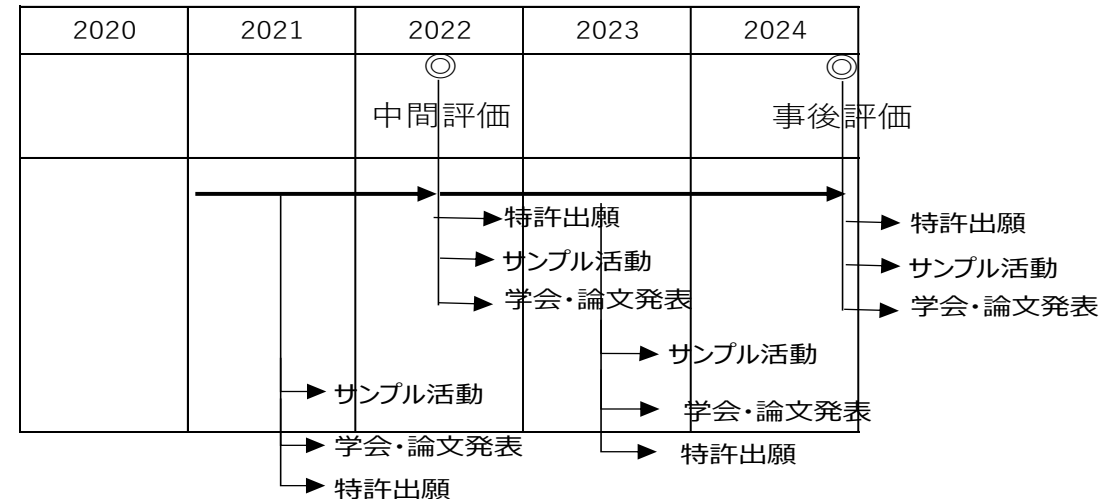 2020 2021 2022 2023 2024
◎ ◎
中間評価 事後評価
特許出願 特許出願
サンプル活動 サンプル活動
学会・論文発表 学会・論文発表
サンプル活動
サンプル活動
学会・論文発表
学会・論文発表
特許出願
特許出願